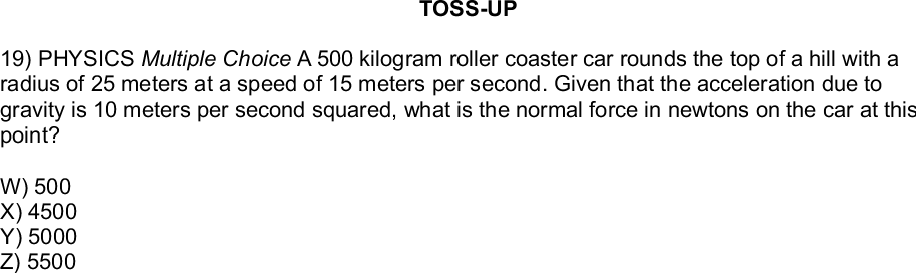 TOSS-UP
19) PHYSICS Multiple Choice A 500 kilogram roller coaster car rounds the top of a hill with a
radius of 25 meters at a speed of 15 meters per second. Given that the acceleration due to
gravity is 10 meters per second squared, what is the normal force in newtons on the car at this
point?
W) 500
X) 4500
Y) 5000
Z) 5500